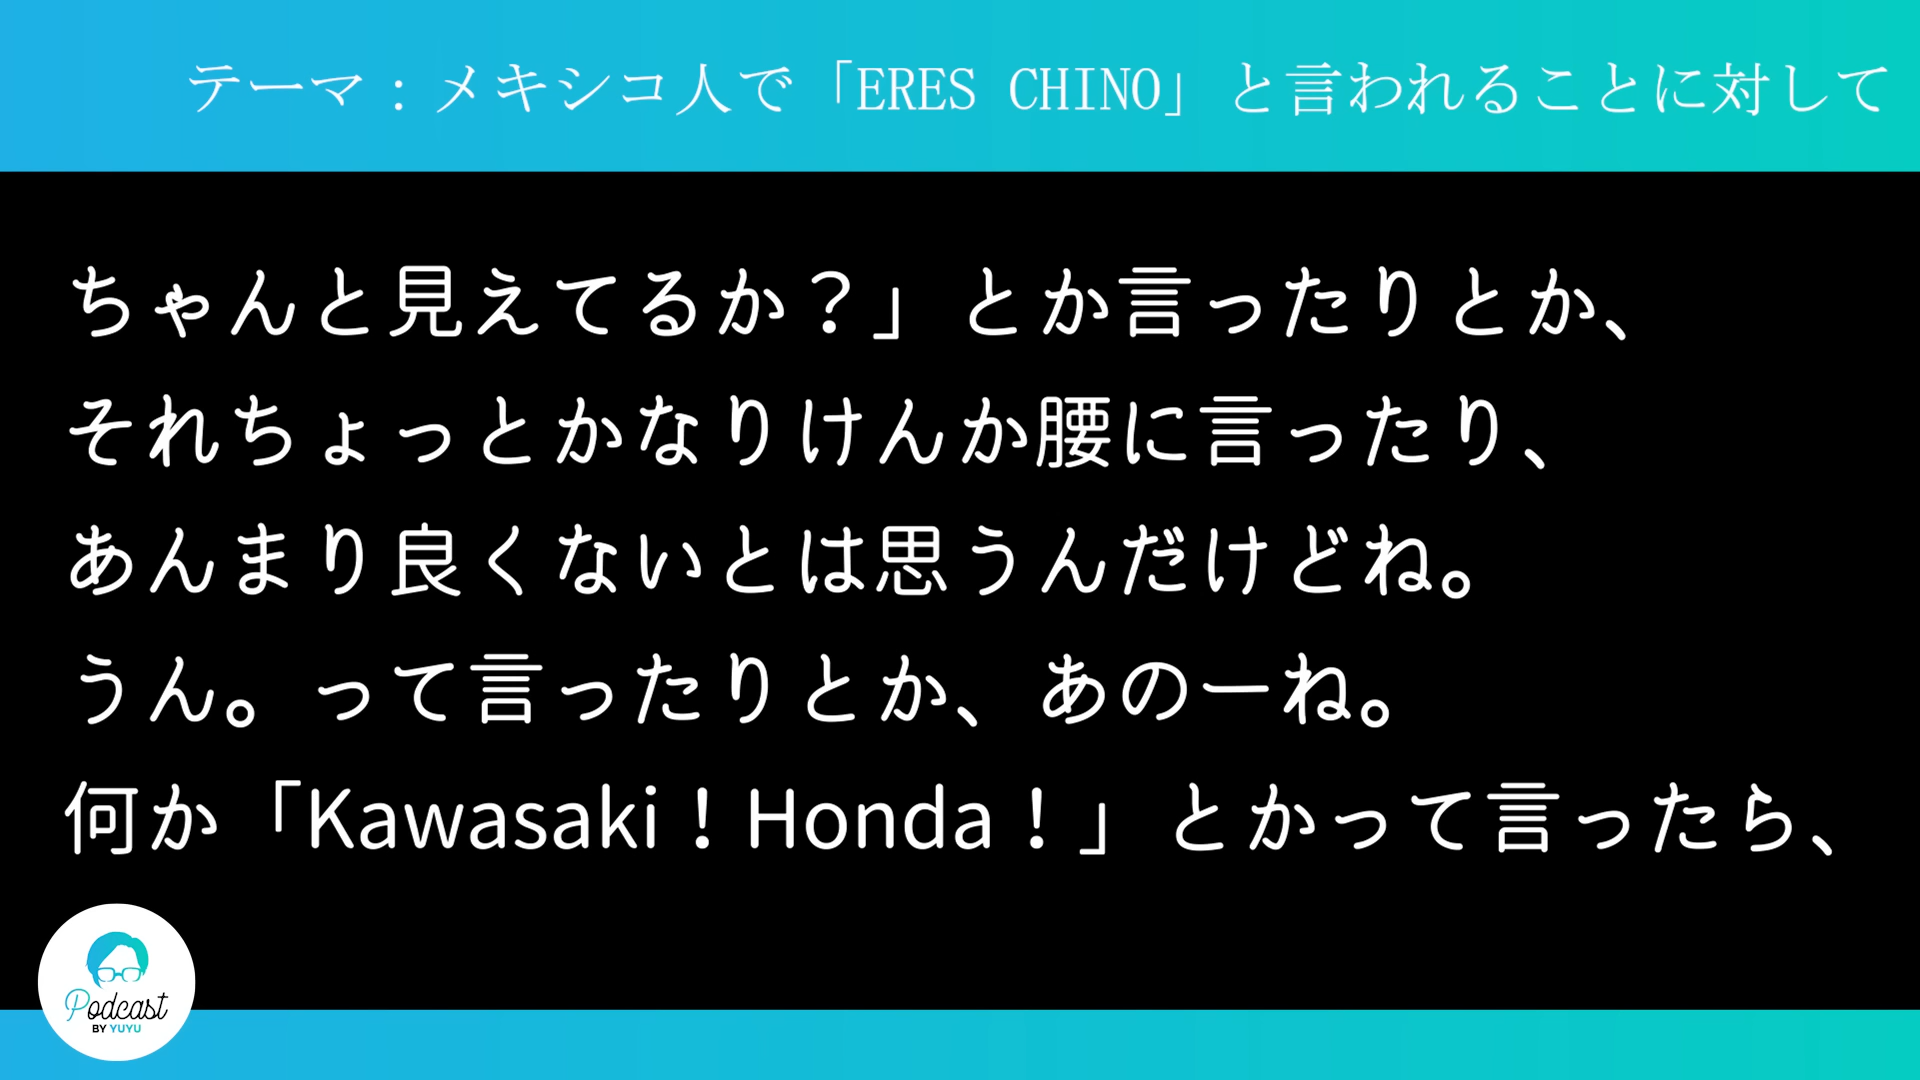 テーマ：メキシコ人で「ERES CHINO」と言われることに対して
ちゃんと見えてるか？」とか言ったりとか、
それちょっとかなりけんか腰に言ったり、
あんまり良くないとは思うんだけどね。
うん。って言ったりとか、あのーね。
何か「Kawasaki！Honda！」とかって言ったら、
Podcast
BY YUYU